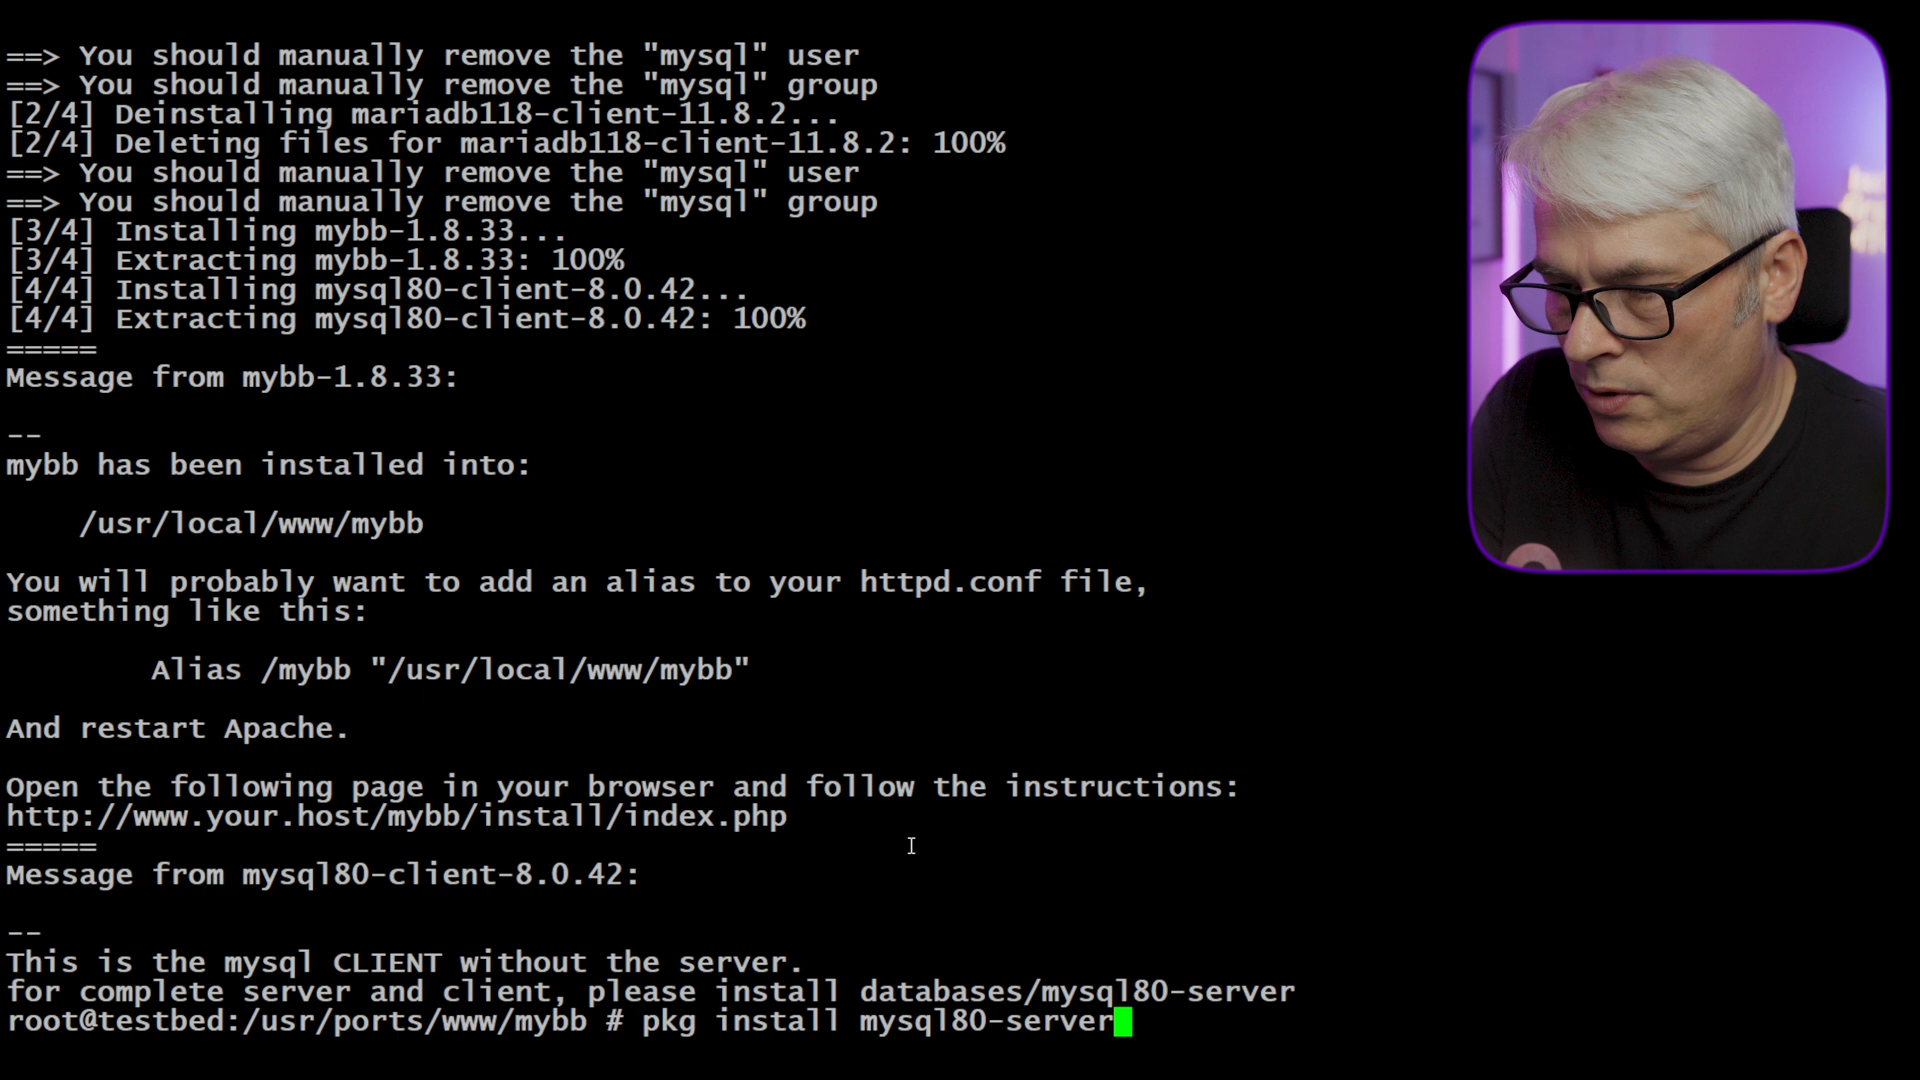 ==> You should manually remove the "mysql" user
==> You should manually remove the "mysql" group
[2/4] Deinstalling mariadb118-client-11.8.2...
[2/4] Deleting files for mariadb118-client-11.8.2: 100%
==> You should manually remove the "mysql" user
==> You should manually remove the "mysql" group
[3/4] Installing mybb-1.8.33...
[3/4] Extracting mybb-1.8.33: 100%
[4/4] Installing mysql80-client-8.0.42...
[4/4] Extracting mysql80-client-8.0.42: 100%
=====
Message from mybb-1.8.33:
--
mybb has been installed into:
/usr/local/www/mybb
You will probably want to add an alias to your httpd.conf file,
something like this:
Alias /mybb "/usr/local/www/mybb"
And restart Apache.
Open the following page in your browser and follow the instructions:
http://www.your.host/mybb/install/index.php
=====
Message from mysql80-client-8.0.42:
--
This is the mysql CLIENT without the server.
for complete server and client, please install databases/mysql80-server
root@testbed:/usr/ports/www/mybb # pkg install mysql80-server